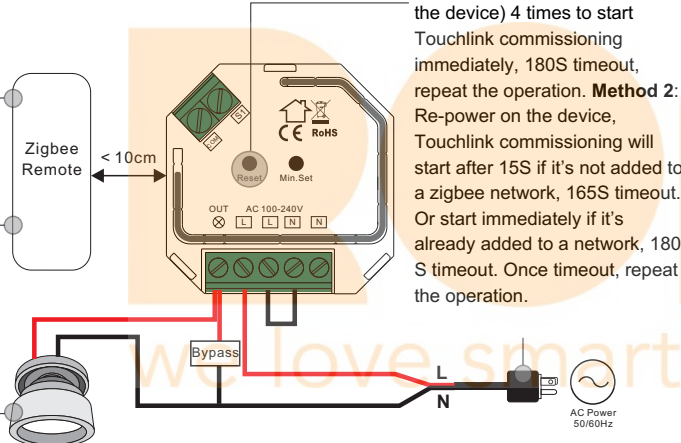 the device) 4 times to start
Touchlink commissioning
immediately, 180S timeout,
repeat the operation. Method 2:
Re-power on the device,
Touchlink commissioning will
start after 15S if it's not added to
a zigbee network, 165S timeout.
Or start immediately if it's
already added to a network, 180
S timeout. Once timeout, repeat
the operation.
Zigbee
Remote
< 10cm
S1
COM
CE RoHS
Reset
Min.Set
OUT AC 100-240V
L L N N
Bypass
we love smart
L
N
AC Power
50/60Hz